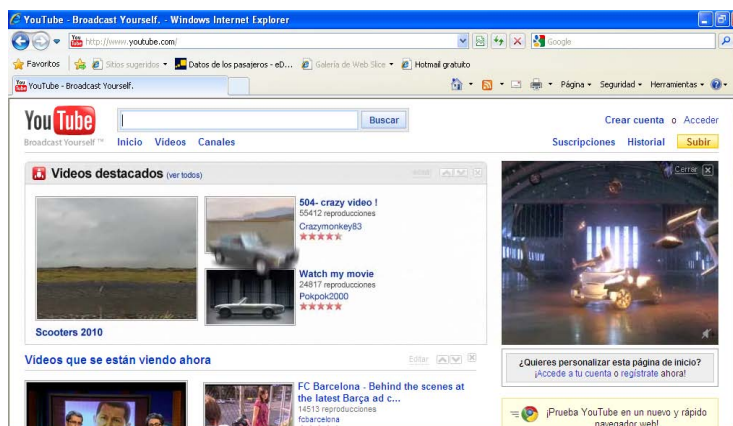 YouTube - Broadcast Yourself. - Windows Internet Explorer
http://www.youtube.com/
Google
Favoritos
Sitios sugeridos
Datos de los pasajeros - eD...
Galería de Web Slice
Hotmail gratuito
YouTube - Broadcast Yourself.
Página
Seguridad
Herramientas
You Tube
Broadcast Yourself ™
Buscar
Crear cuenta o Acceder
Inicio Vídeos Canales
Suscripciones Historial Subir
Videos destacados (ver todos)
504- crazy video !
55412 reproducciones
Crazymonkey83
Watch my movie
24817 reproducciones
Pokpok2000
Scooters 2010
Cerrar
Videos que se están viendo ahora
Editar
FC Barcelona - Behind the scenes at
the latest Barça ad c...
14513 reproducciones
fcbarcelona
¿Quieres personalizar esta página de inicio?
¡Accede a tu cuenta o regístrate ahora!
¡Prueba YouTube en un nuevo y rápido
navegador web!